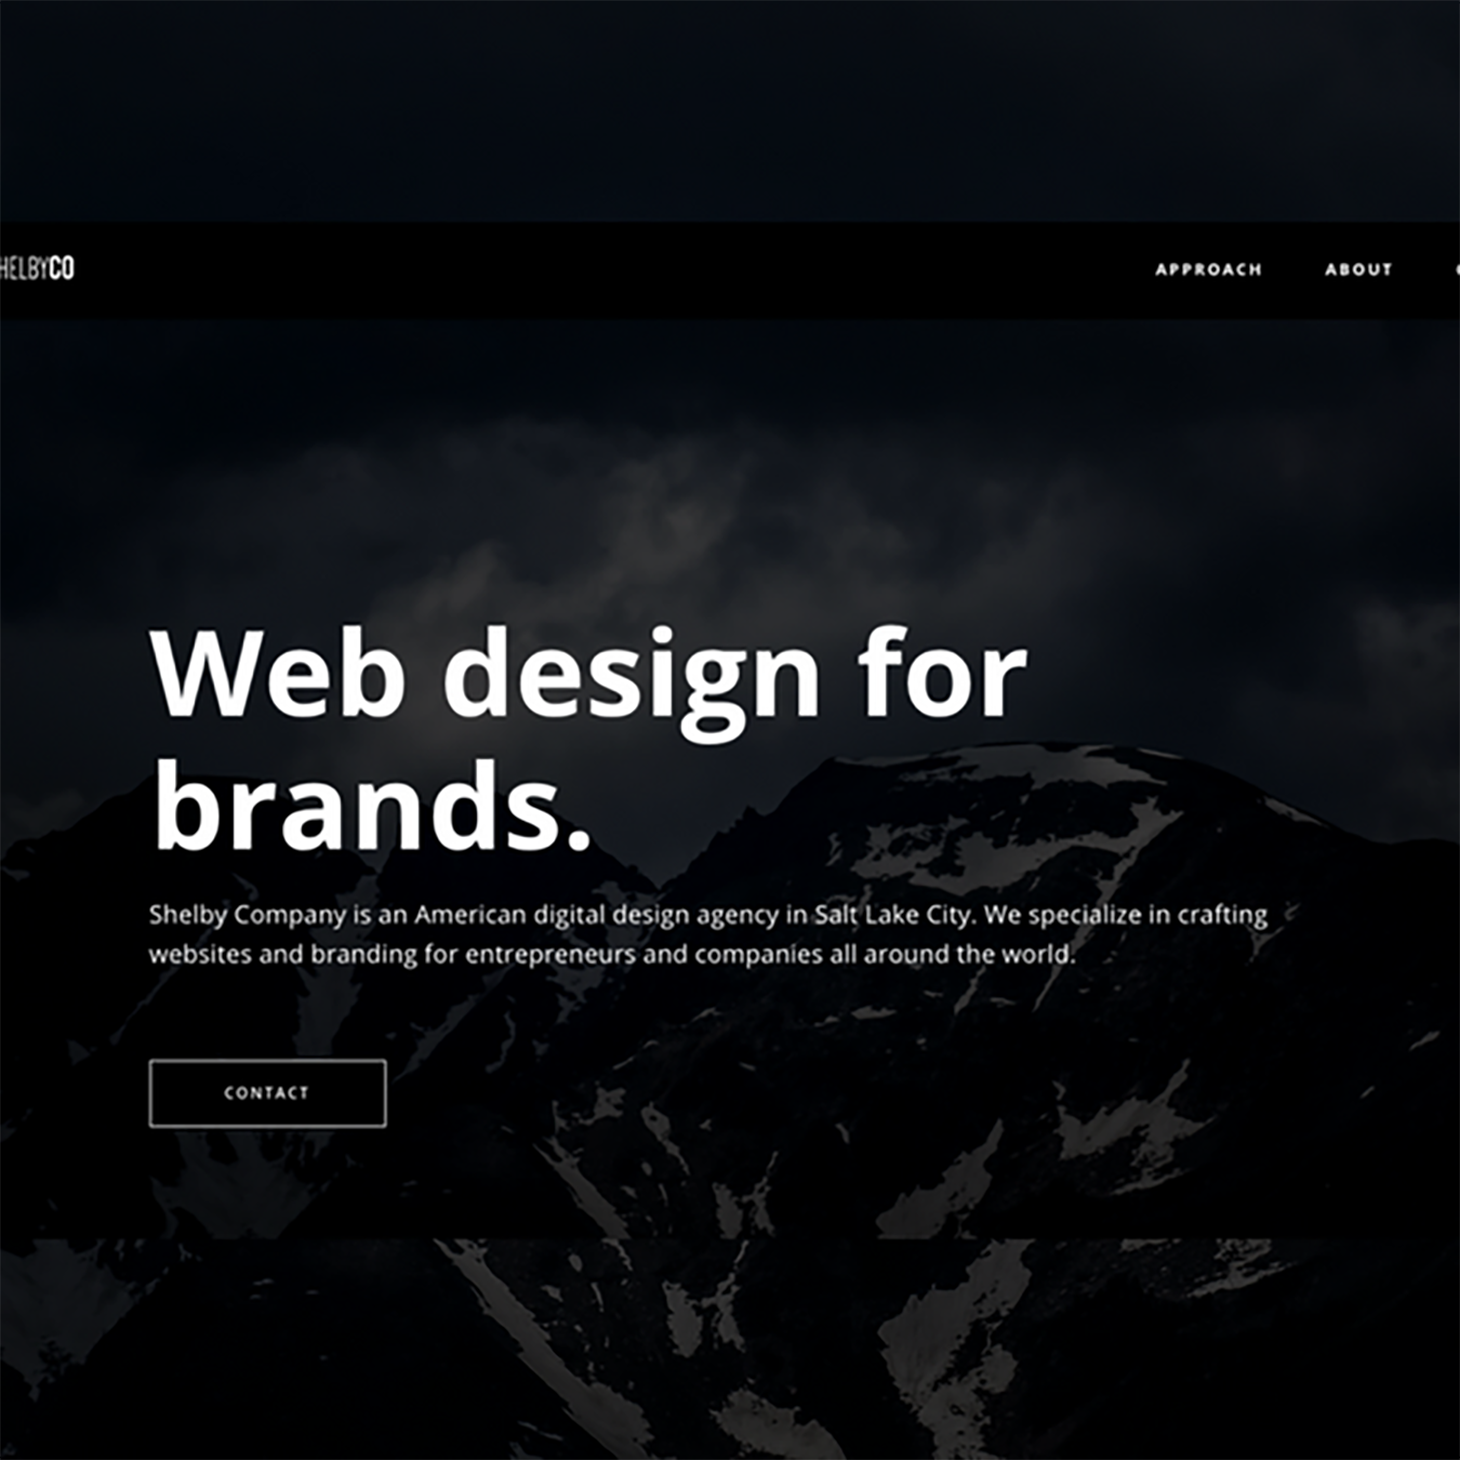 HELBYCO
APPROACH ABOUT
Web design for
brands.
Shelby Company is an American digital design agency in Salt Lake City. We specialize in crafting
websites and branding for entrepreneurs and companies all around the world.
CONTACT